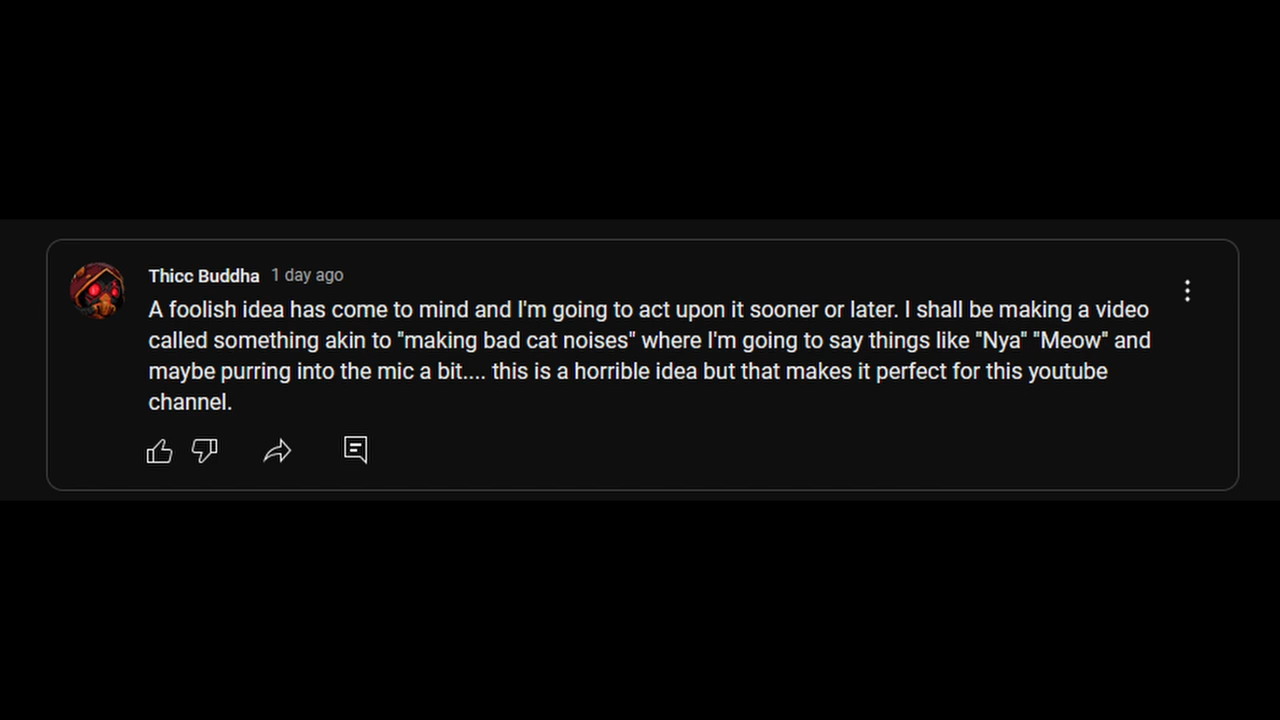 Thicc Buddha 1 day ago
A foolish idea has come to mind and I'm going to act upon it sooner or later. I shall be making a video
called something akin to "making bad cat noises" where I'm going to say things like "Nya" "Meow" and
maybe purring into the mic a bit.... this is a horrible idea but that makes it perfect for this youtube
channel.